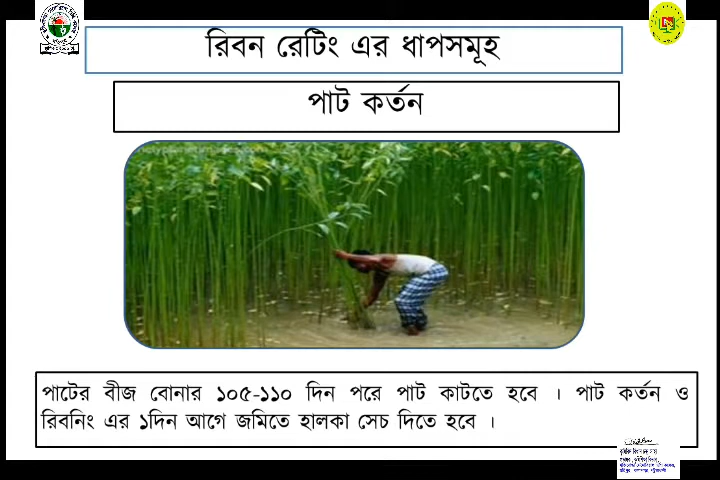 রিবন রেটিং এর ধাপসমূহ
পাট কর্তন
পাটের বীজ বোনার ১০৫-১১০ দিন পরে পাট কাটতে হবে । পাট কর্তন ও
রিবনিং এর ১দিন আগে জমিতে হালকা সেচ দিতে হবে ।